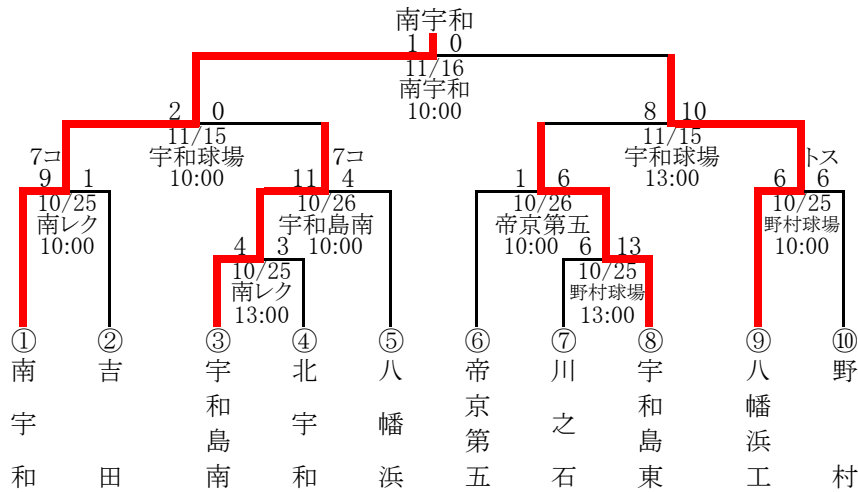 南宇和
1 0
11/16
南宇和
10:00
2 0
11/15
宇和球場
10:00
8 10
11/15
宇和球場
13:00
7コ
9 1
10/25
南レク
10:00
7コ
11 4
10/26
宇和島南
10:00
1 6
10/26
帝京第五
10:00
トス
6 6
10/25
野村球場
10:00
4 3
10/25
南レク
13:00
6 13
10/25
野村球場
13:00
① ② ③ ④ ⑤ ⑥ ⑦ ⑧ ⑨ ⑩
南宇和
吉田
宇和島南
北宇和
八幡浜
帝京第五
川之石
宇和島東
八幡浜工
野村